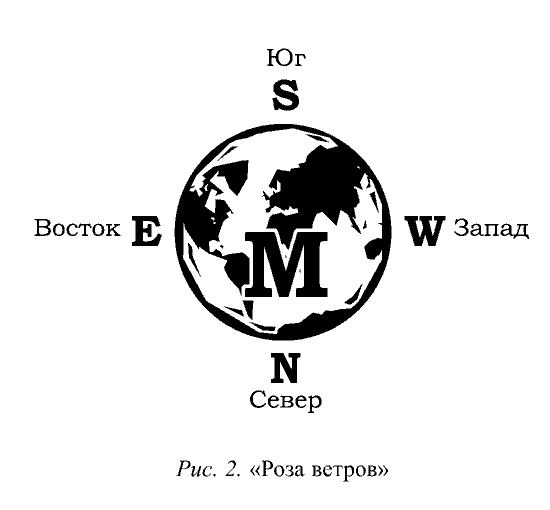 Юг
S
Восток E M W Запад
N
Север
Рис. 2. «Роза ветров»